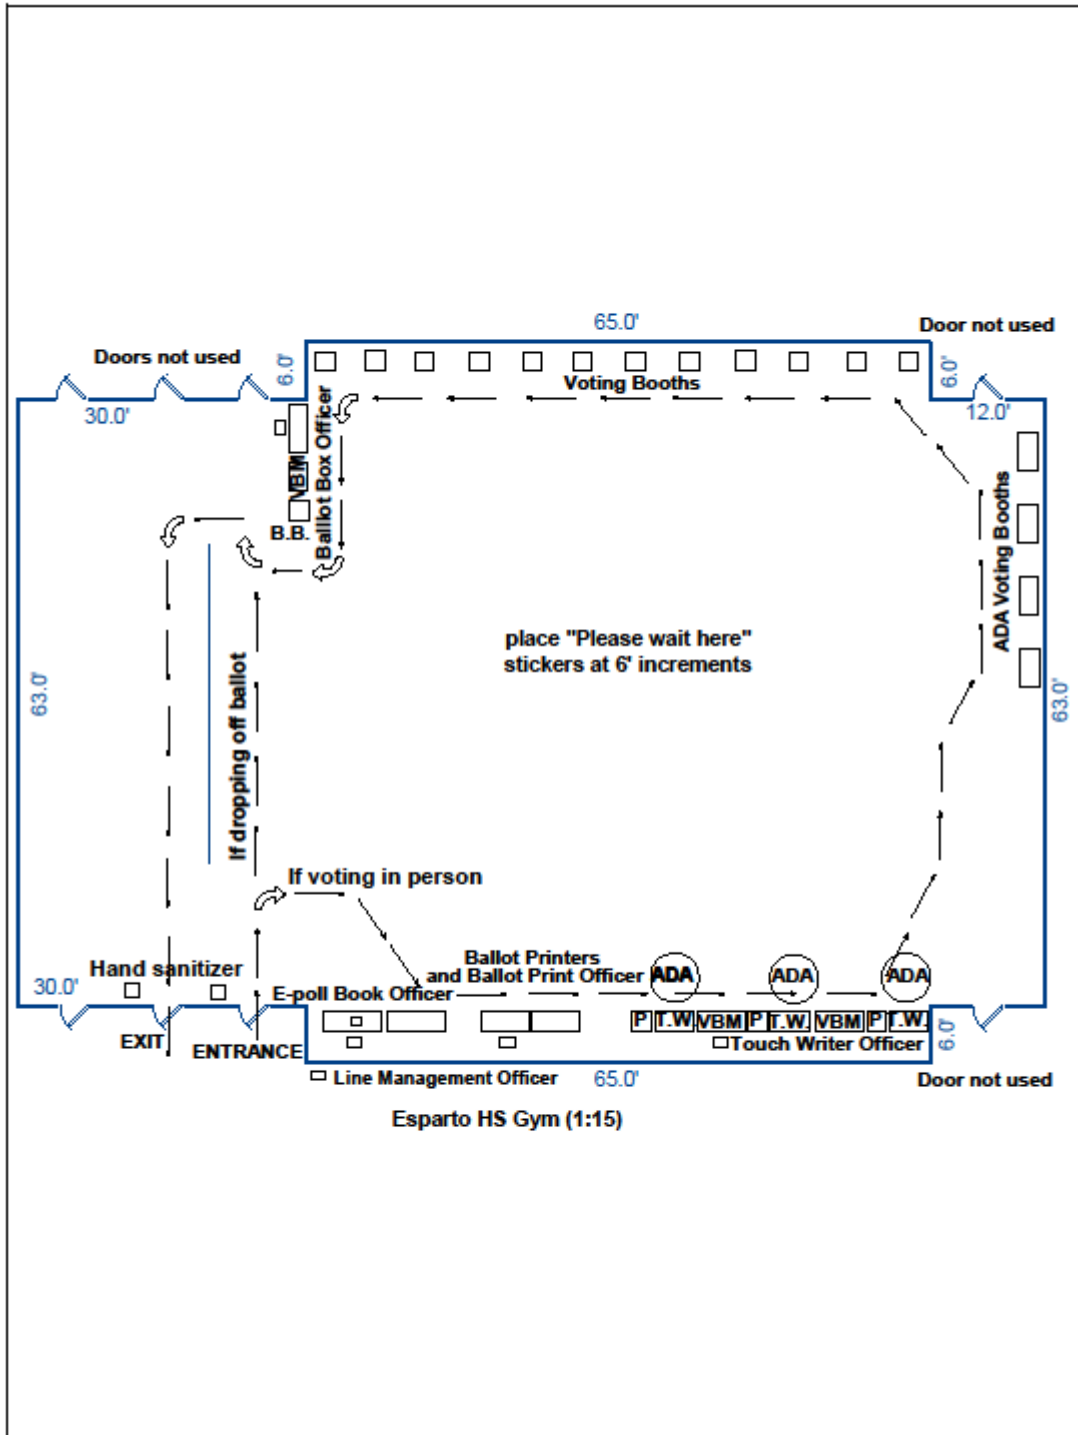 65.0'
Door not used
Doors not used
6.0'
6.0'
Voting Booths
30.0'
12.0'
Balllot Box Officer
VBM
B.B.
ADA Voting Booths
place "Please wait here"
stickers at 6' increments
63.0'
63.0'
If dropping off ballot
If voting in person
Ballot Printers
and Ballot Print Officer
ADA
ADA
ADA
Hand sanitizer
30.0'
E-poll Book Officer
P
T.W.
VBM
P
T.W.
VBM
P
T.W.
EXIT
ENTRANCE
Touch Writer Officer
6.0'
Line Management Officer
65.0'
Door not used
Esparto HS Gym (1:15)